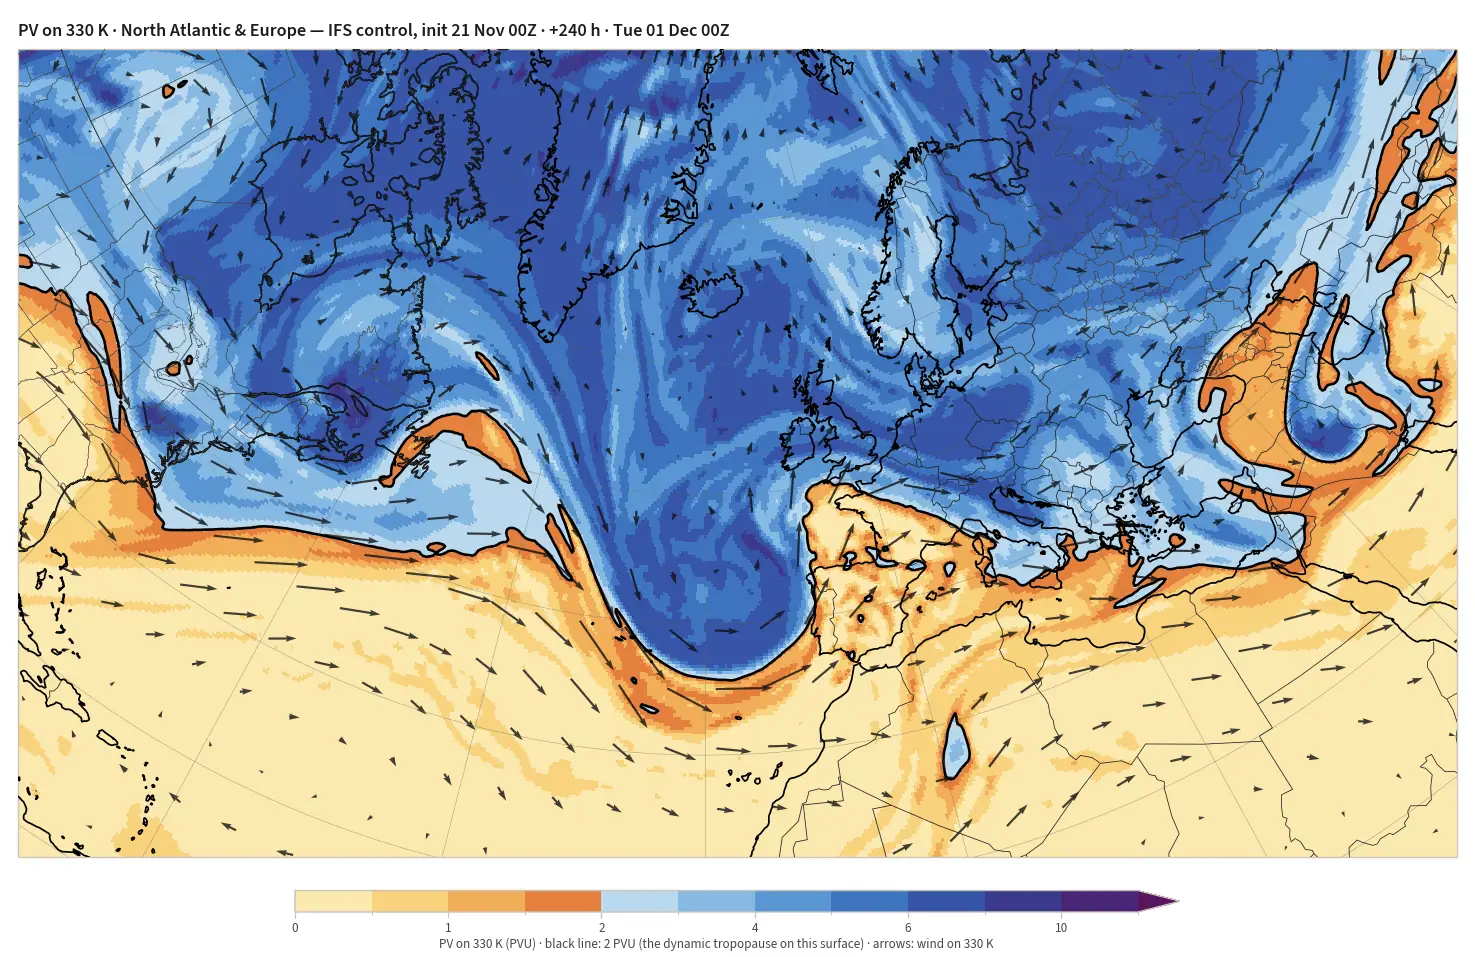 PV on 330 K · North Atlantic & Europe — IFS control, init 21 Nov 00Z · +240 h · Tue 01 Dec 00Z
0 1 2 4 6 10
PV on 330 K (PVU) · black line: 2 PVU (the dynamic tropopause on this surface) · arrows: wind on 330 K